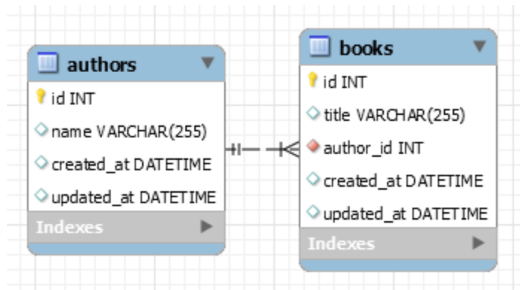 authors
id INT
name VARCHAR(255)
created_at DATETIME
updated_at DATETIME
Indexes
books
id INT
title VARCHAR(255)
author_id INT
created_at DATETIME
updated_at DATETIME
Indexes